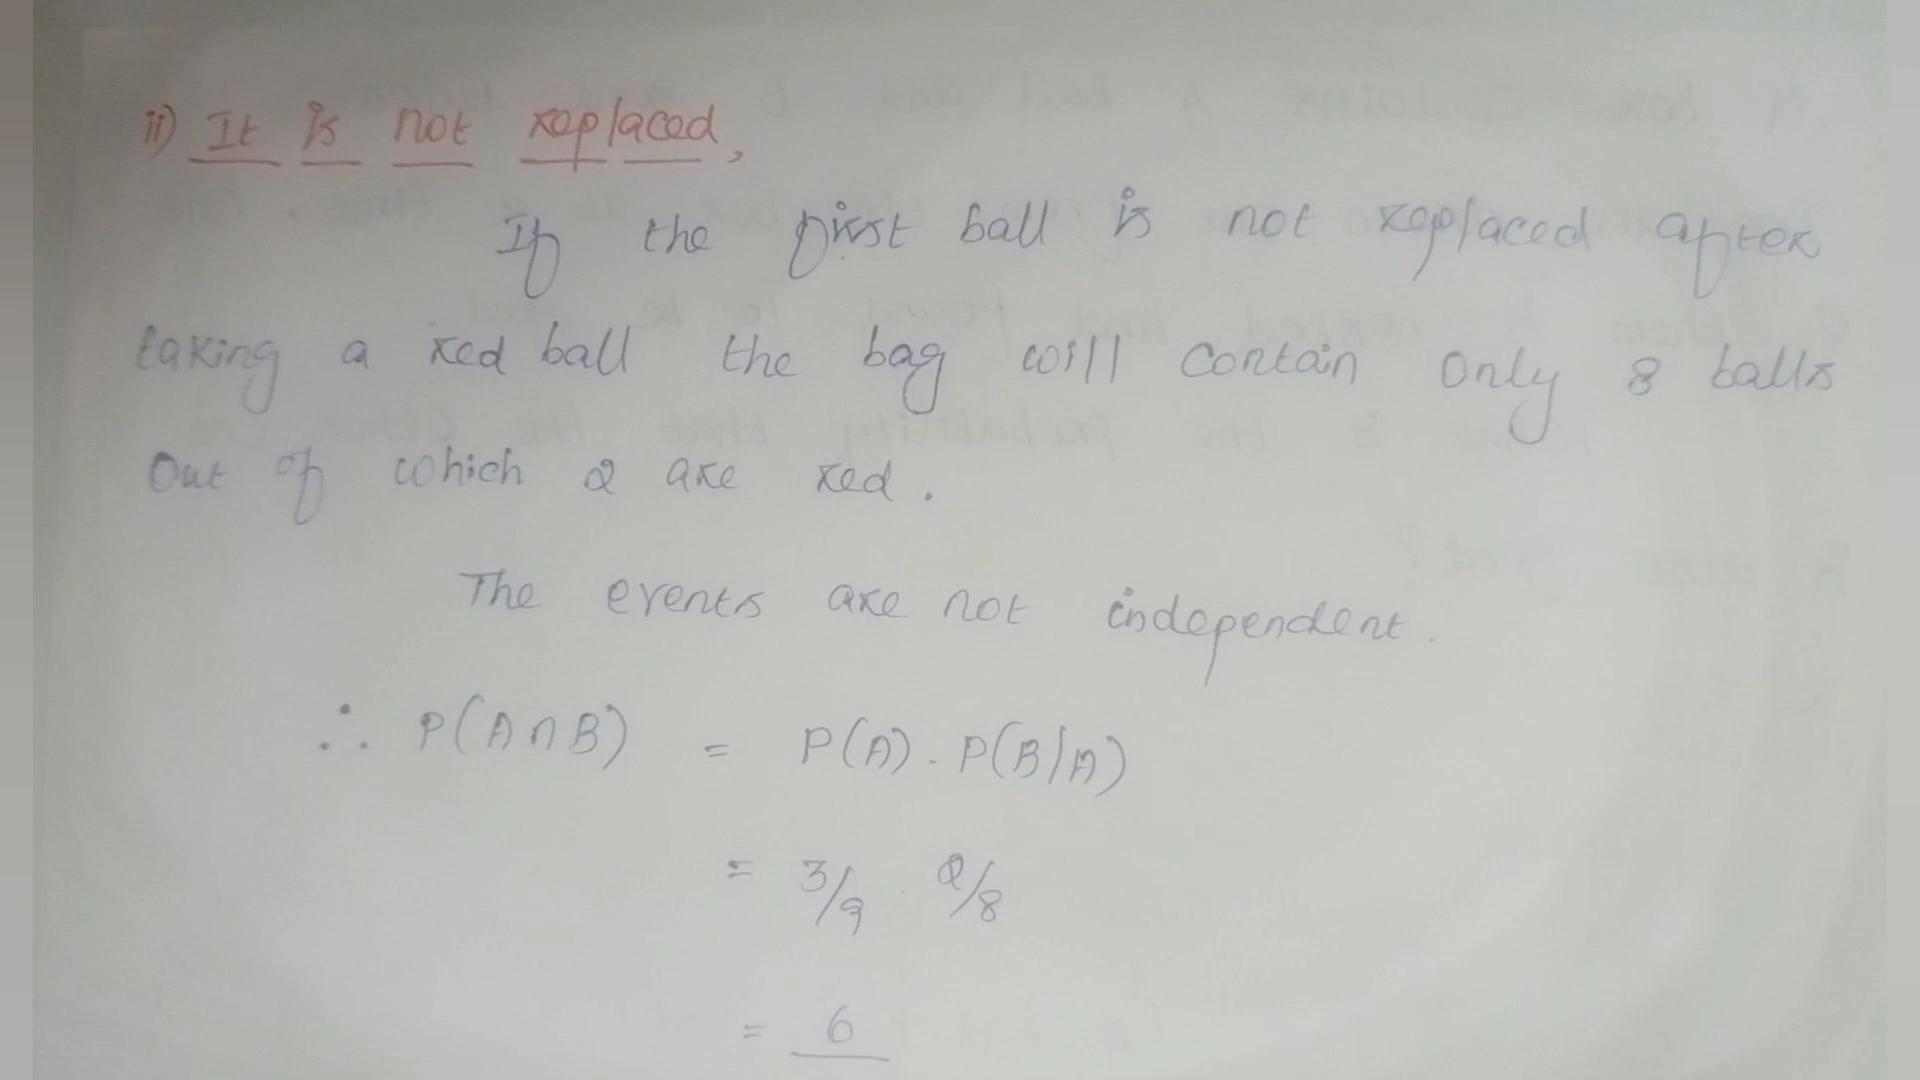 ii) It is not replaced,
If the first ball is not replaced after
taking a red ball the bag will contain only 8 balls
out of which 2 are red.
The events are not independent.
∴ P(A∩B) = P(A). P(B/A)
= 3/9 . 2/8
= 6